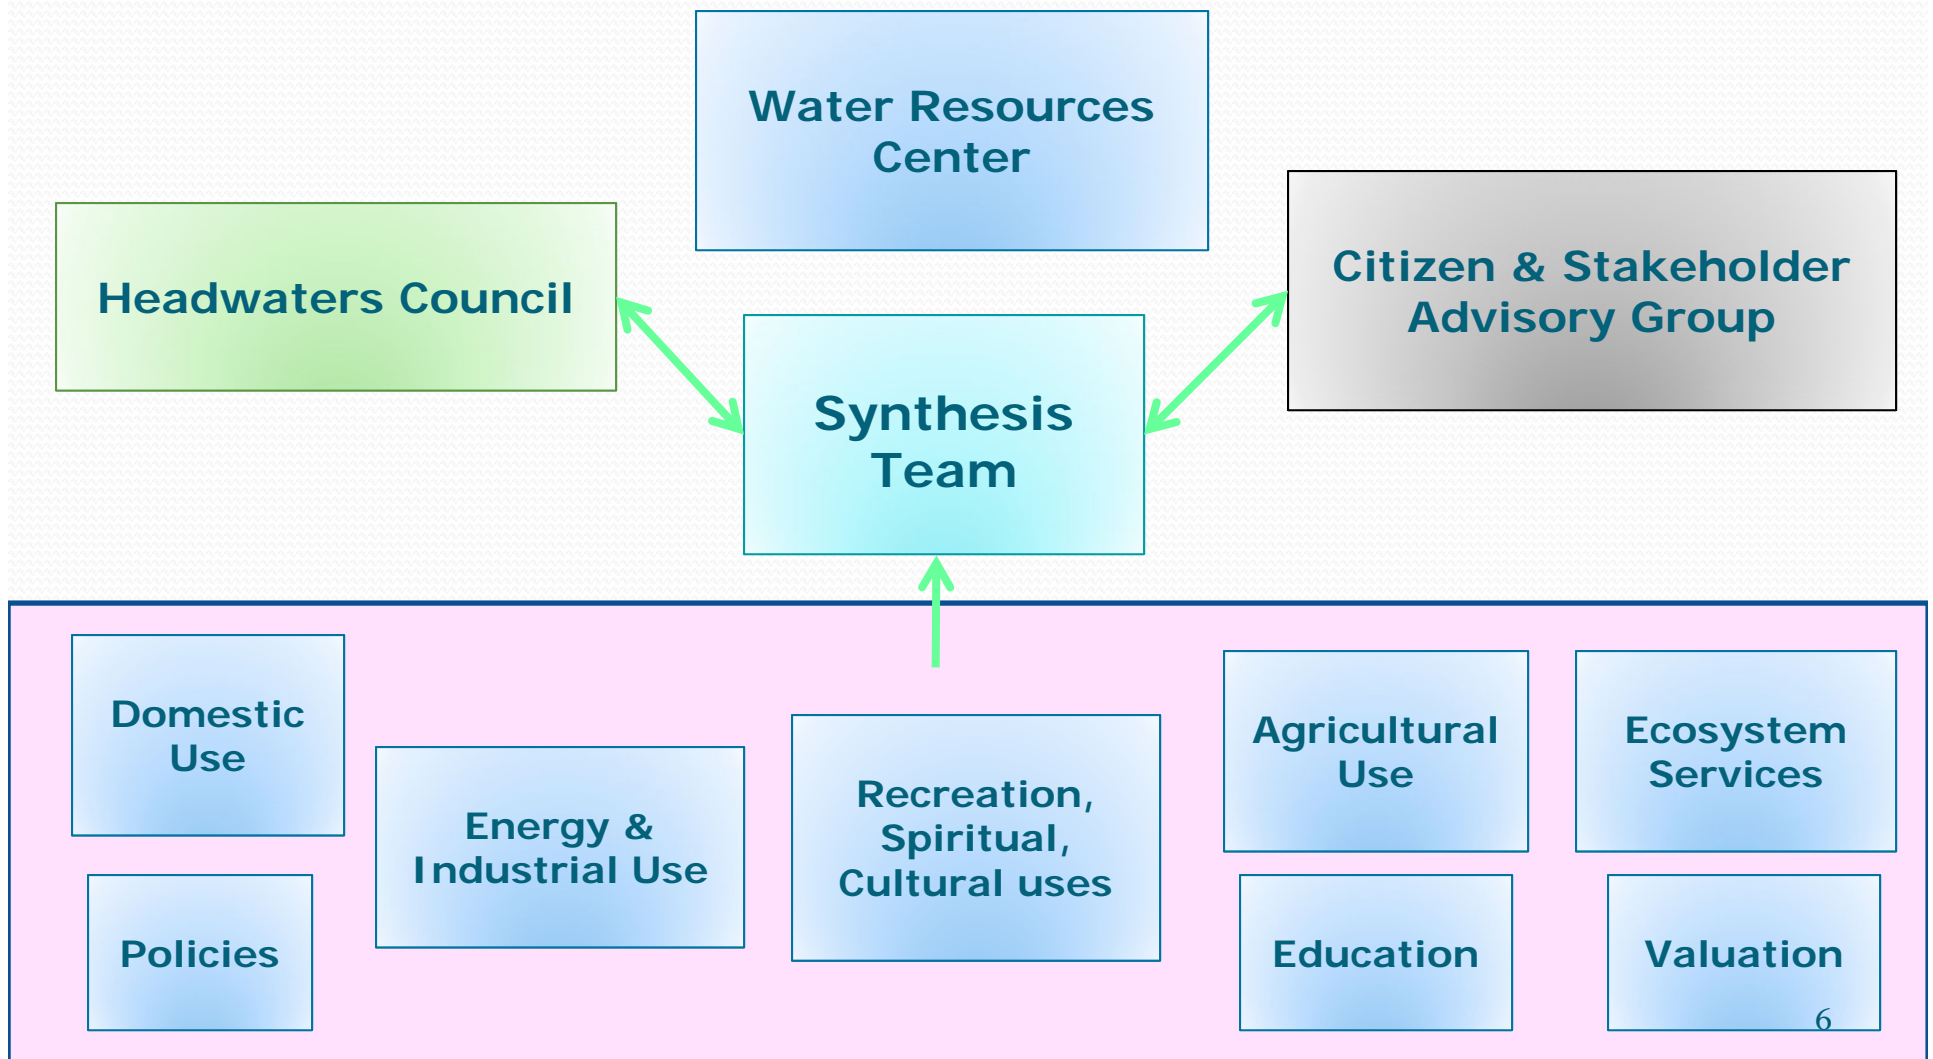 Water Resources
Center
Headwaters Council
Citizen & Stakeholder
Advisory Group
Synthesis
Team
Domestic
Use
Energy &
Industrial Use
Recreation,
Spiritual,
Cultural uses
Agricultural
Use
Ecosystem
Services
Policies
Education
Valuation
6